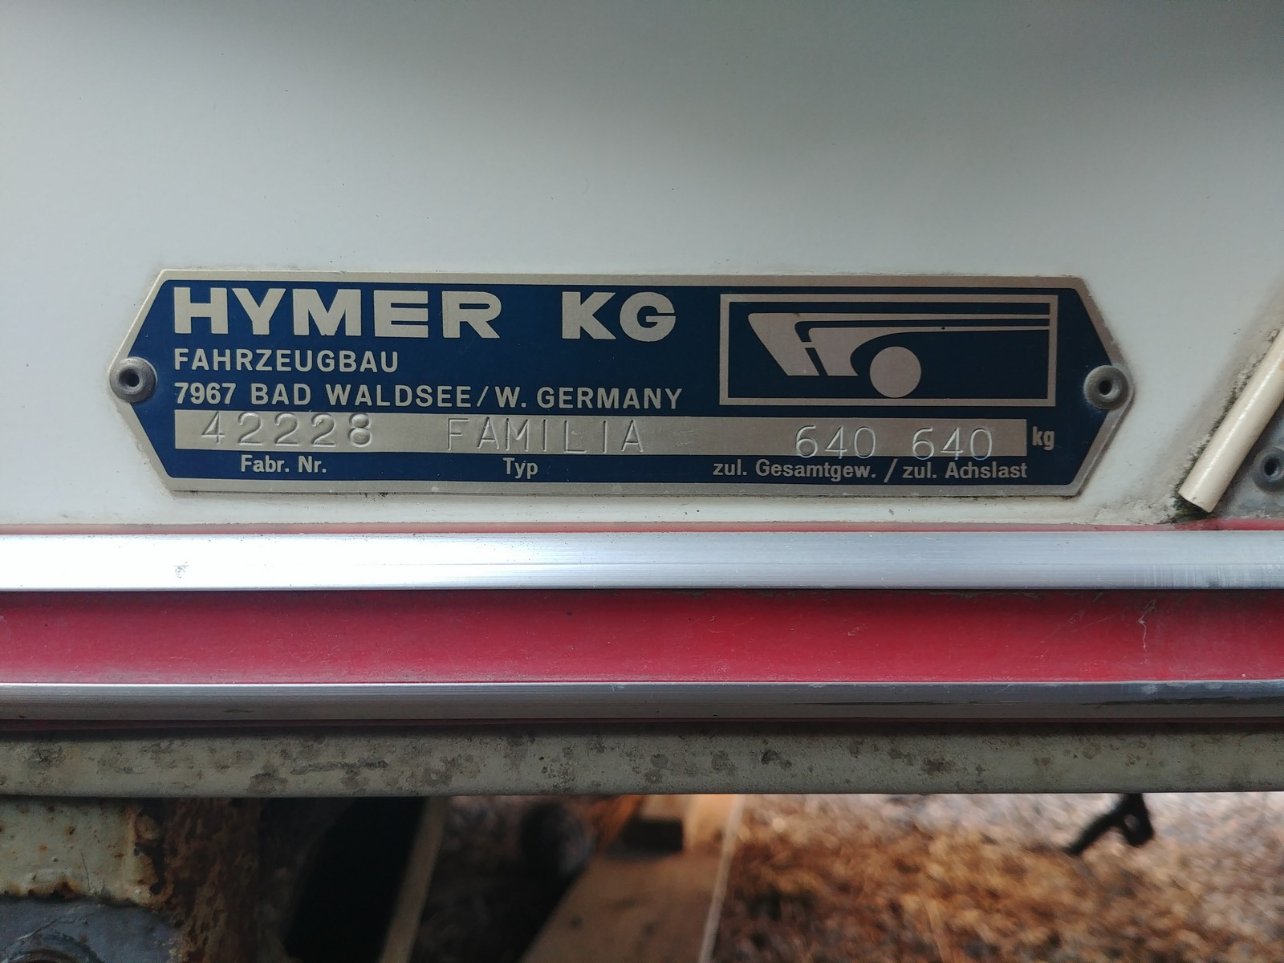 HYMER KG
FAHRZEUGBAU
7967 BAD WALDSEE/W. GERMANY
42228 FAMILIA 640 640 kg
Fabr. Nr. Typ zul. Gesamtgew./zul. Achslast